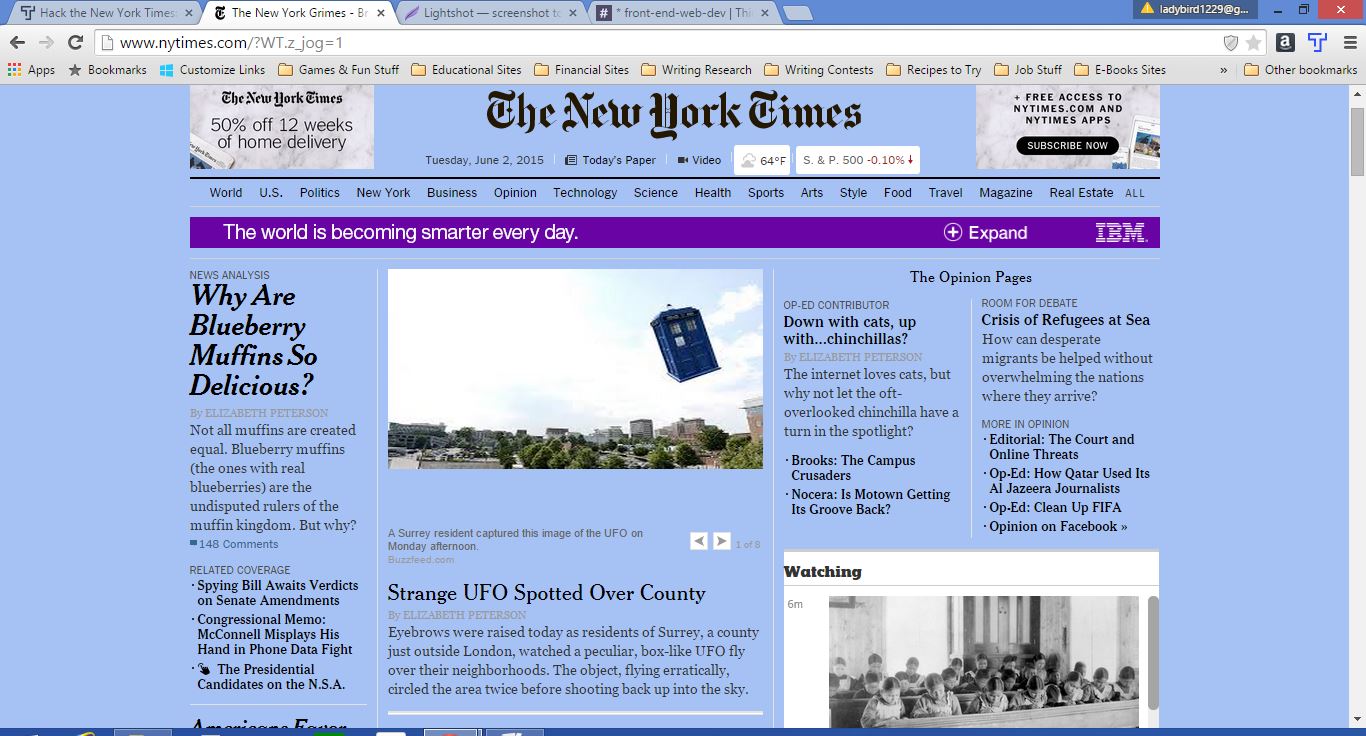 Hack the New York Times:
The New York Grimes - Br
Lightshot — screenshot to
* front-end-web-dev | Thi
ladybird1229@g...
www.nytimes.com/?WT.z_jog=1
Apps
Bookmarks
Customize Links
Games & Fun Stuff
Educational Sites
Financial Sites
Writing Research
Writing Contests
Recipes to Try
Job Stuff
E-Books Sites
»
Other bookmarks
The New York Times
50% off 12 weeks
of home delivery
The New York Times
+ FREE ACCESS TO
NYTIMES.COM AND
NYTIMES APPS
SUBSCRIBE NOW
Tuesday, June 2, 2015
Today's Paper
Video
64°F
S. & P. 500 -0.10%
World U.S. Politics New York Business Opinion Technology Science Health Sports Arts Style Food Travel Magazine Real Estate ALL
The world is becoming smarter every day.
Expand
IBM
NEWS ANALYSIS
Why Are
Blueberry
Muffins So
Delicious?
By ELIZABETH PETERSON
Not all muffins are created
equal. Blueberry muffins
(the ones with real
blueberries) are the
undisputed rulers of the
muffin kingdom. But why?
148 Comments
RELATED COVERAGE
· Spying Bill Awaits Verdicts
on Senate Amendments
· Congressional Memo:
McConnell Misplays His
Hand in Phone Data Fight
· The Presidential
Candidates on the N.S.A.
Americans Favor
A Surrey resident captured this image of the UFO on
Monday afternoon.
Buzzfeed.com
1 of 8
Strange UFO Spotted Over County
By ELIZABETH PETERSON
Eyebrows were raised today as residents of Surrey, a county
just outside London, watched a peculiar, box-like UFO fly
over their neighborhoods. The object, flying erratically,
circled the area twice before shooting back up into the sky.
The Opinion Pages
OP-ED CONTRIBUTOR
Down with cats, up
with...chinchillas?
By ELIZABETH PETERSON
The internet loves cats, but
why not let the oft-
overlooked chinchilla have a
turn in the spotlight?
· Brooks: The Campus
Crusaders
· Nocera: Is Motown Getting
Its Groove Back?
ROOM FOR DEBATE
Crisis of Refugees at Sea
How can desperate
migrants be helped without
overwhelming the nations
where they arrive?
MORE IN OPINION
· Editorial: The Court and
Online Threats
· Op-Ed: How Qatar Used Its
Al Jazeera Journalists
· Op-Ed: Clean Up FIFA
· Opinion on Facebook »
Watching
6m